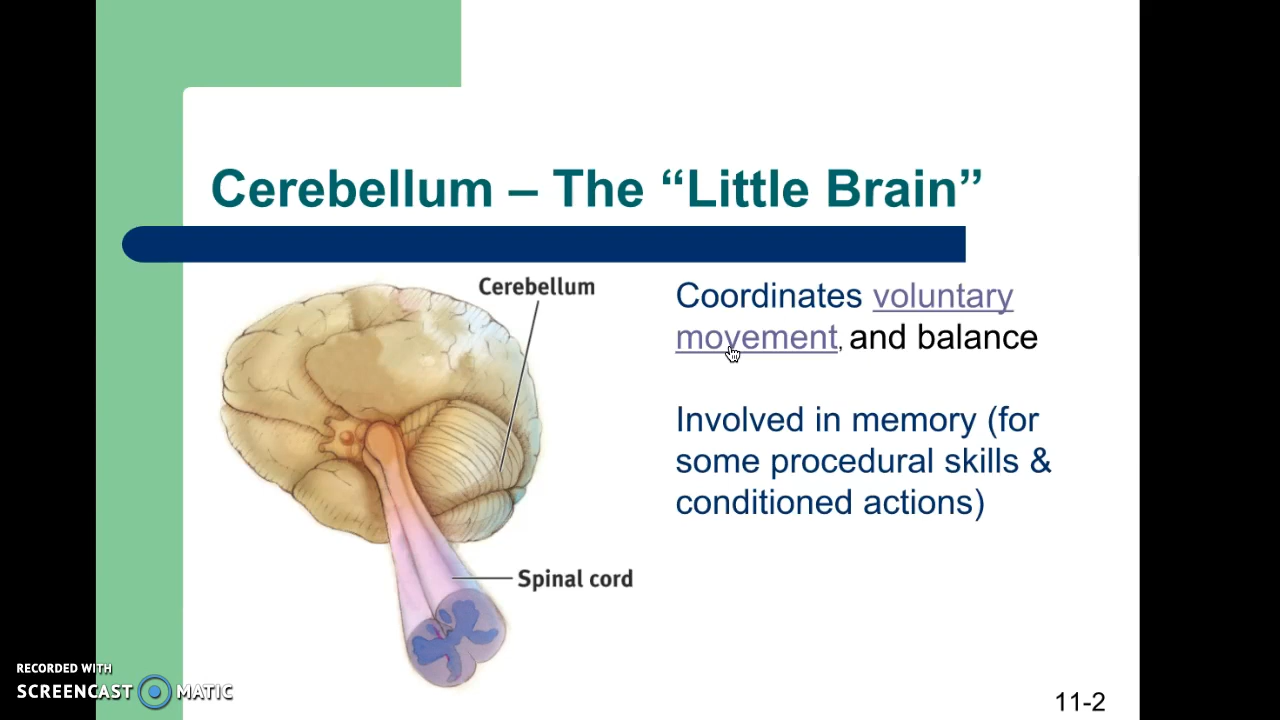 Cerebellum – The “Little Brain”
Cerebellum
Coordinates voluntary
movement, and balance
Involved in memory (for
some procedural skills &
conditioned actions)
Spinal cord
RECORDED WITH
SCREENCAST MATIC
11-2